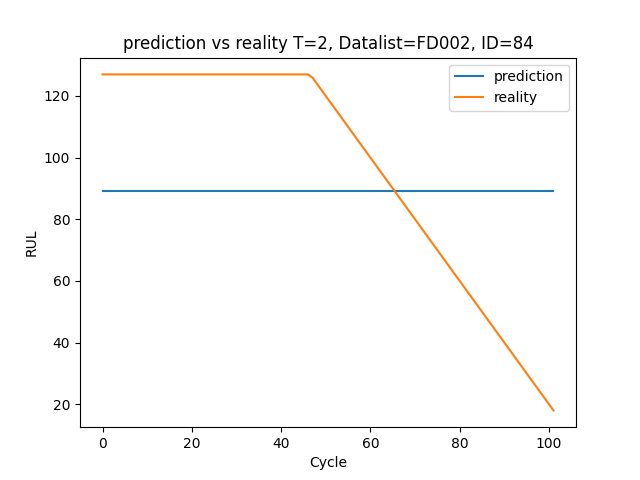 prediction vs reality T=2, Datalist=FD002, ID=84
prediction
reality
RUL
120
100
80
60
40
20
0 20 40 60 80 100
Cycle